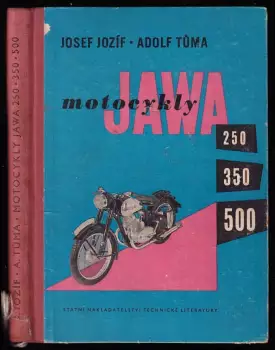 JOSEF JOZÍF · ADOLF TŮMA
motocykly
JAWA
250
350
500
STÁTNÍ NAKLADATELSTVÍ TECHNICKÉ LITERATURY
JOZÍF · A. TŮMA · MOTOCYKLY JAWA 250 · 350 · 500